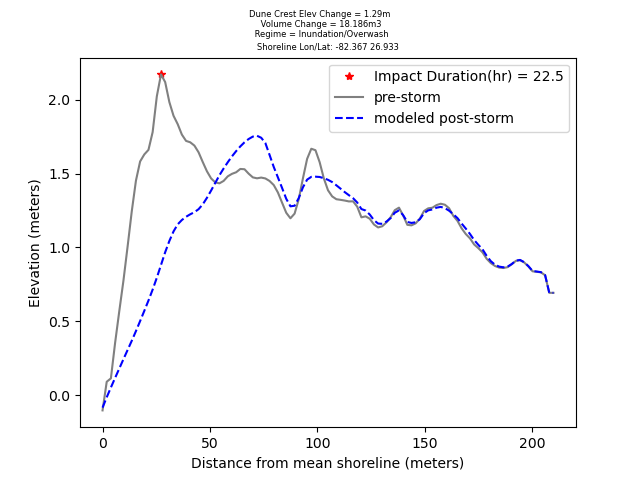 Dune Crest Elev Change = 1.29m
Volume Change = 18.186m3
Regime = Inundation/Overwash
Shoreline Lon/Lat: -82.367 26.933
Impact Duration(hr) = 22.5
pre-storm
modeled post-storm
Elevation (meters)
2.0
1.5
1.0
0.5
0.0
0 50 100 150 200
Distance from mean shoreline (meters)